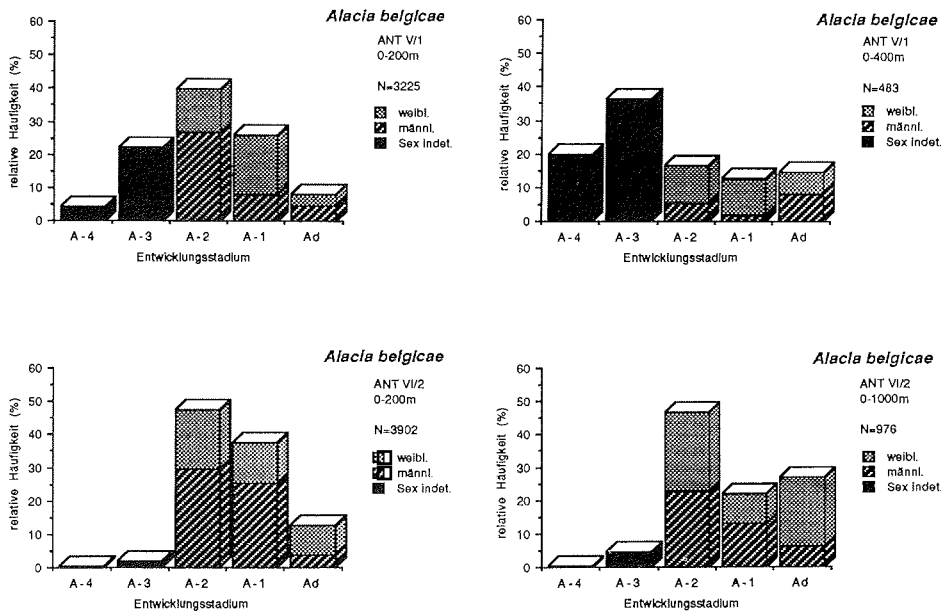 Alacia belgicae
ANT V/1
0-200m
N=3225
weibl.
männl.
Sex indet.
relative Häufigkeit (%)
60
50
40
30
20
10
0
A-4 A-3 A-2 A-1 Ad
Entwicklungsstadium
Alacia belgicae
ANT V/1
0-400m
N=483
weibl.
männl.
Sex indet.
relative Häufigkeit (%)
60
50
40
30
20
10
0
A-4 A-3 A-2 A-1 Ad
Entwicklungsstadium
Alacia belgicae
ANT VI/2
0-200m
N=3902
weibl.
männl.
Sex indet.
relative Häufigkeit (%)
60
50
40
30
20
10
0
A-4 A-3 A-2 A-1 Ad
Entwicklungsstadium
Alacia belgicae
ANT VI/2
0-1000m
N=976
weibl.
männl.
Sex indet.
relative Häufigkeit (%)
60
50
40
30
20
10
0
A-4 A-3 A-2 A-1 Ad
Entwicklungsstadium